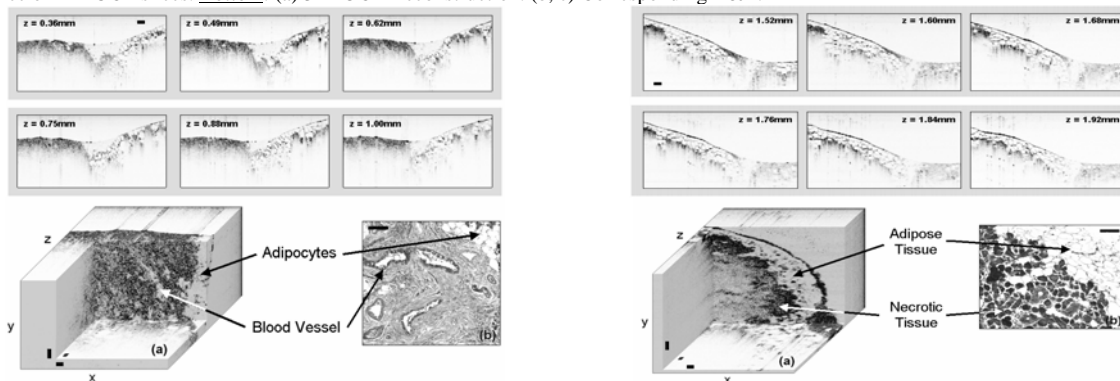 (a)
z = 0.36mm
z = 0.49mm
z = 0.62mm
z = 0.75mm
z = 0.88mm
z = 1.00mm
z
y
x
(a)
Adipocytes
Blood Vessel
(b)
z = 1.52mm
z = 1.60mm
z = 1.68mm
z = 1.76mm
z = 1.84mm
z = 1.92mm
z
y
x
(a)
Adipose
Tissue
Necrotic
Tissue
(b)